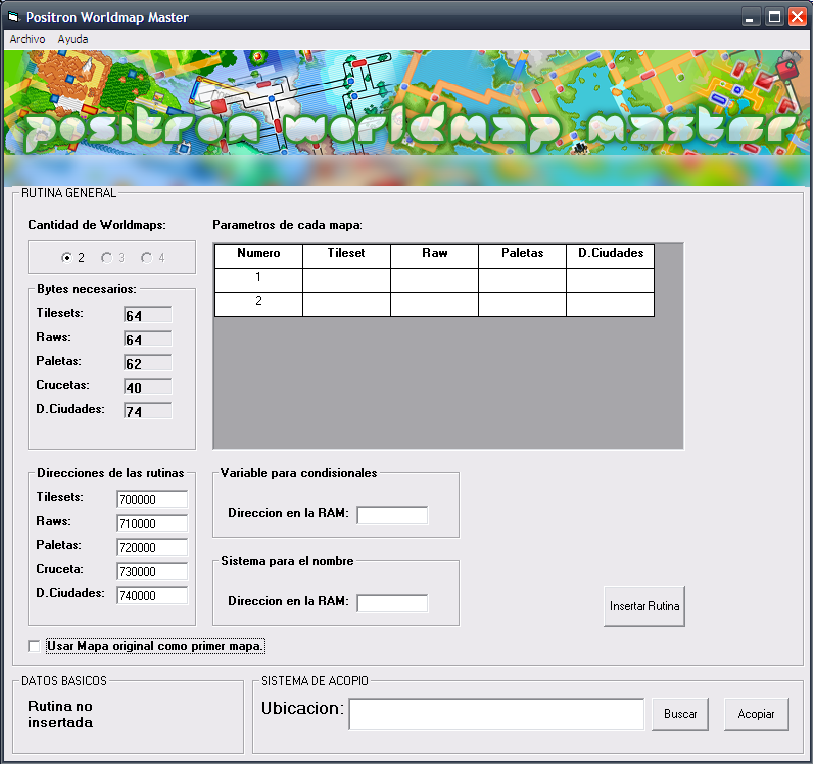 Positron Worldmap Master
Archivo Ayuda
positron worldmap master
RUTINA GENERAL
Cantidad de Worldmaps:
2 3 4
Bytes necesarios:
Tilesets: 64
Raws: 64
Paletas: 62
Crucetas: 40
D.Ciudades: 74
Parametros de cada mapa:
Numero Tileset Raw Paletas D.Ciudades
1
2
Direcciones de las rutinas
Tilesets: 700000
Raws: 710000
Paletas: 720000
Cruceta: 730000
D.Ciudades: 740000
Variable para condisionales
Direccion en la RAM:
Sistema para el nombre
Direccion en la RAM:
Insertar Rutina
Usar Mapa original como primer mapa.
DATOS BASICOS
Rutina no
insertada
SISTEMA DE ACOPIO
Ubicacion:
Buscar
Acopiar